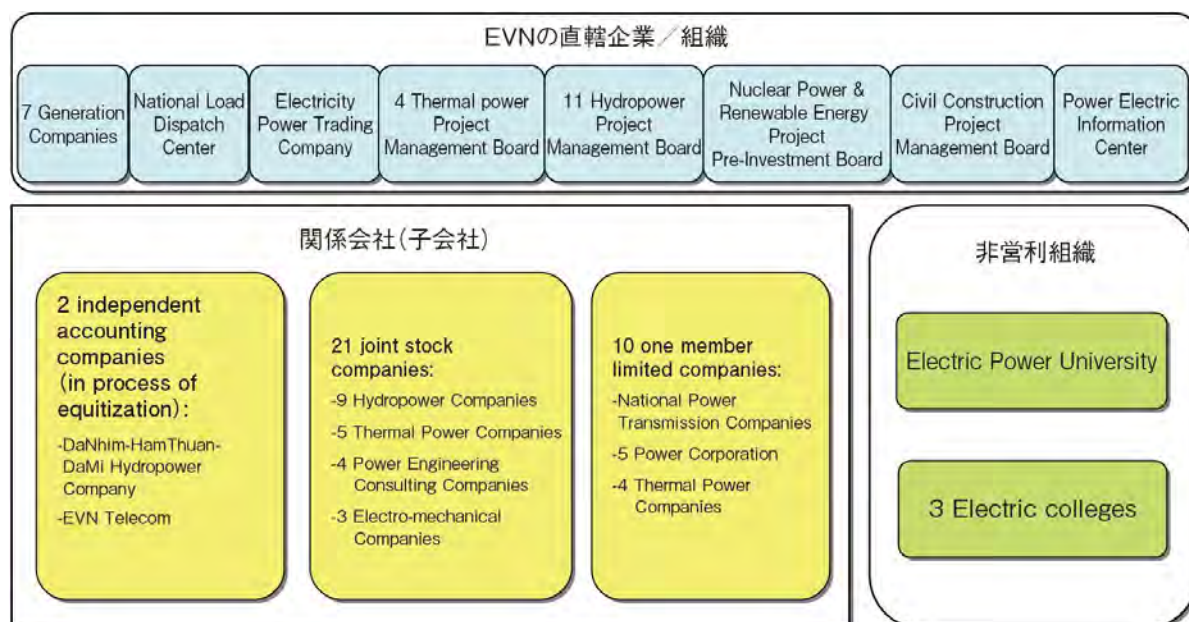 EVNの直轄企業／組織
7 Generation
Companies
National Load
Dispatch
Center
Electricity
Power Trading
Company
4 Thermal power
Project
Management Board
11 Hydropower
Project
Management Board
Nuclear Power &
Renewable Energy
Project
Pre-Investment Board
Civil Construction
Project
Management Board
Power Electric
Information
Center
関係会社（子会社）
2 independent
accounting
companies
(in process of
equitization):
-DaNhim-HamThuan-
DaMi Hydropower
Company
-EVN Telecom
21 joint stock
companies:
-9 Hydropower Companies
-5 Thermal Power Companies
-4 Power Engineering
Consulting Companies
-3 Electro-mechanical
Companies
10 one member
limited companies:
-National Power
Transmission Companies
-5 Power Corporation
-4 Thermal Power
Companies
非営利組織
Electric Power University
3 Electric colleges